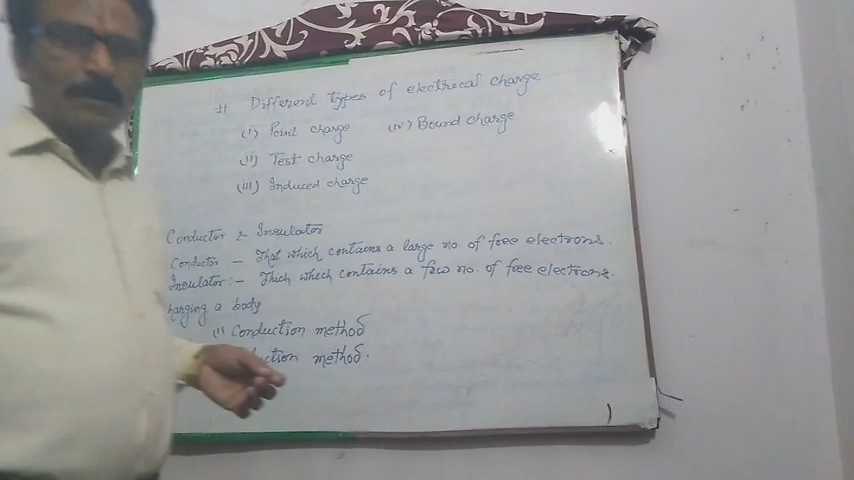 # Different types of electrical charge
(i) Point charge (iv) Bound charge
(ii) Test charge
(iii) Induced charge
Conductor & Insulator
Conductor – That which contains a large no of free electrons.
Insulator:- Thich which contains a few no. of free electrons.
harging a body
(i) Conduction method
duction method.